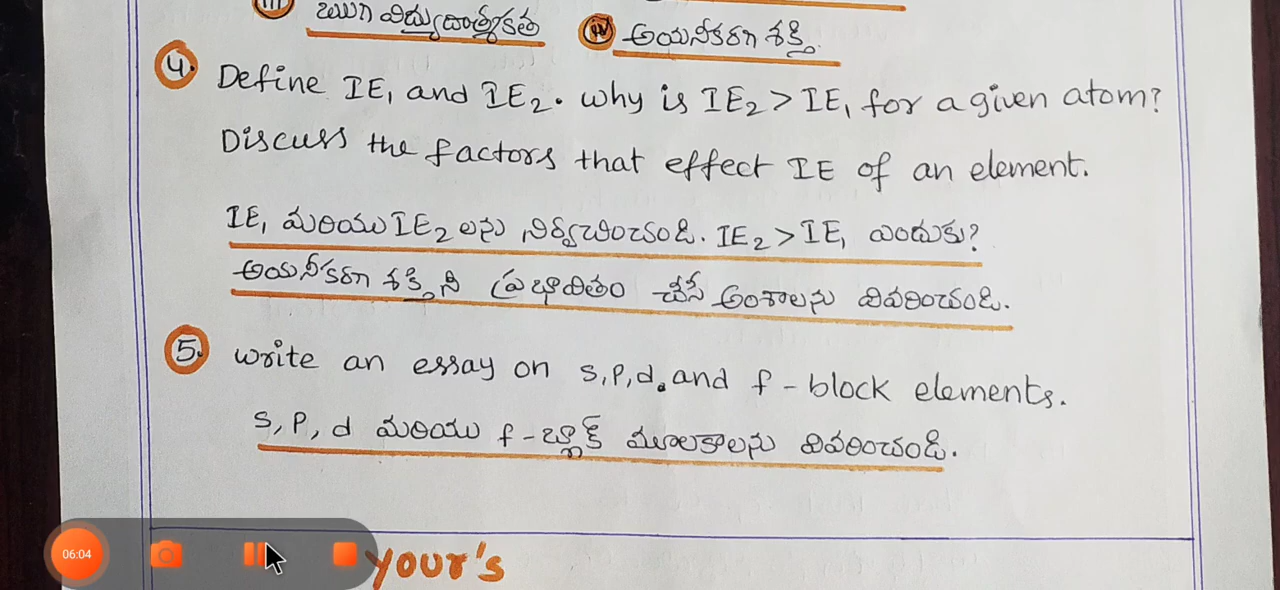 (iii) ఋణ విద్యుదాత్మకత (iv) అయనీకరణ శక్తి.
4. Define IE₁ and IE₂. why is IE₂ > IE₁ for a given atom?
Discuss the factors that effect IE of an element.
IE₁ మరియు IE₂ లను నిర్వచించండి. IE₂ > IE₁ ఎందుకు?
అయనీకరణ శక్తిని ప్రభావితం చేసే అంశాలను వివరించండి.
5. write an essay on s, p, d. and f - block elements.
s, p, d మరియు f - బ్లాక్ మూలకాలను వివరించండి.
06:04
your's